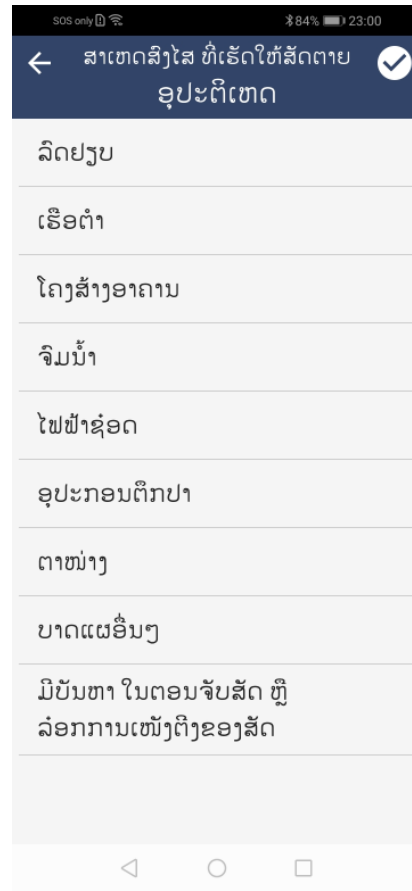 SOS only 84% 23:00
ສາເຫດສົງໄສ ທີ່ເຮັດໃຫ້ສັດຕາຍ
ອຸປະຕິເຫດ
ລົດຢຽບ
ເຮືອຕຳ
ໂຄງສ້າງອາຄານ
ຈົມນ້ຳ
ໄຟຟ້າຊ໋ອດ
ອຸປະກອນຕຶກປາ
ຕາໜ່າງ
ບາດແຜອື່ນໆ
ມີບັນຫາ ໃນຕອນຈັບສັດ ຫຼື
ລ່ອກການເໜັງຕີງຂອງສັດ